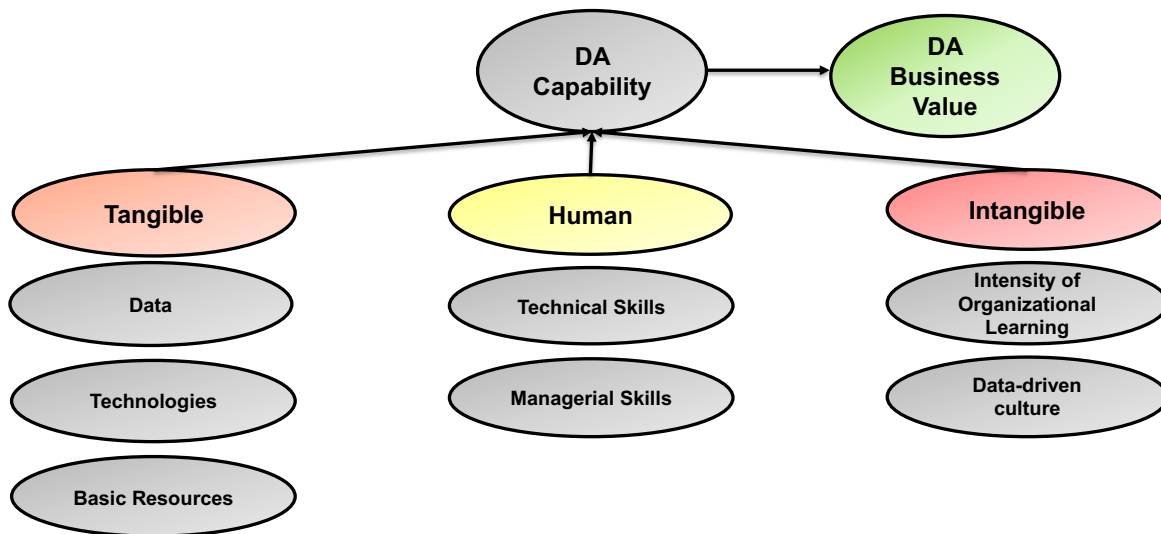 DA
Capability
DA
Business
Value
Tangible
Human
Intangible
Data
Technical Skills
Intensity of
Organizational
Learning
Technologies
Managerial Skills
Data-driven
culture
Basic Resources